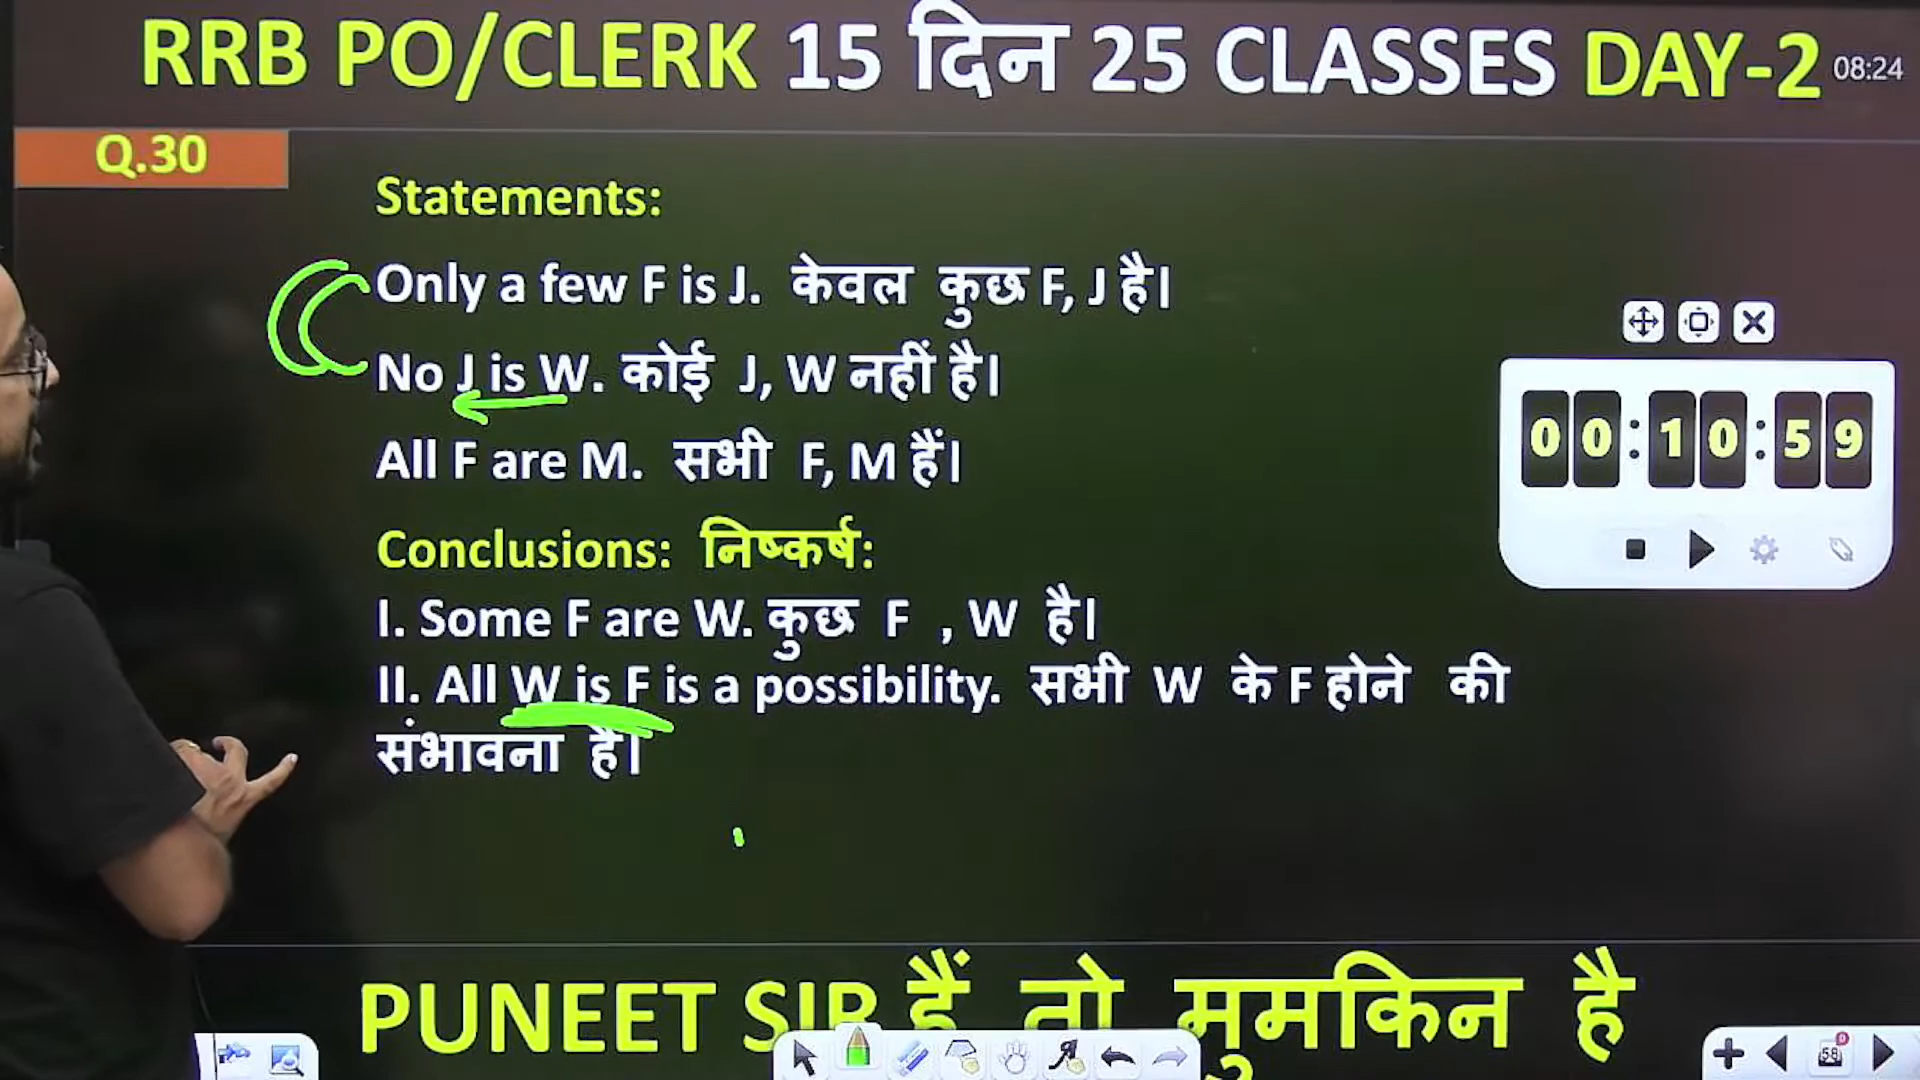 RRB PO/CLERK 15 दिन 25 CLASSES DAY-2 08:24
Q.30
Statements:
Only a few F is J. केवल कुछ F, J है।
No J is W. कोई J, W नहीं है।
All F are M. सभी F, M हैं।
00:10:59
Conclusions: निष्कर्ष:
I. Some F are W. कुछ F , W है।
II. All W is F is a possibility. सभी W के F होने की
संभावना है।
PUNEET SIR हैं तो मुमकिन है
58